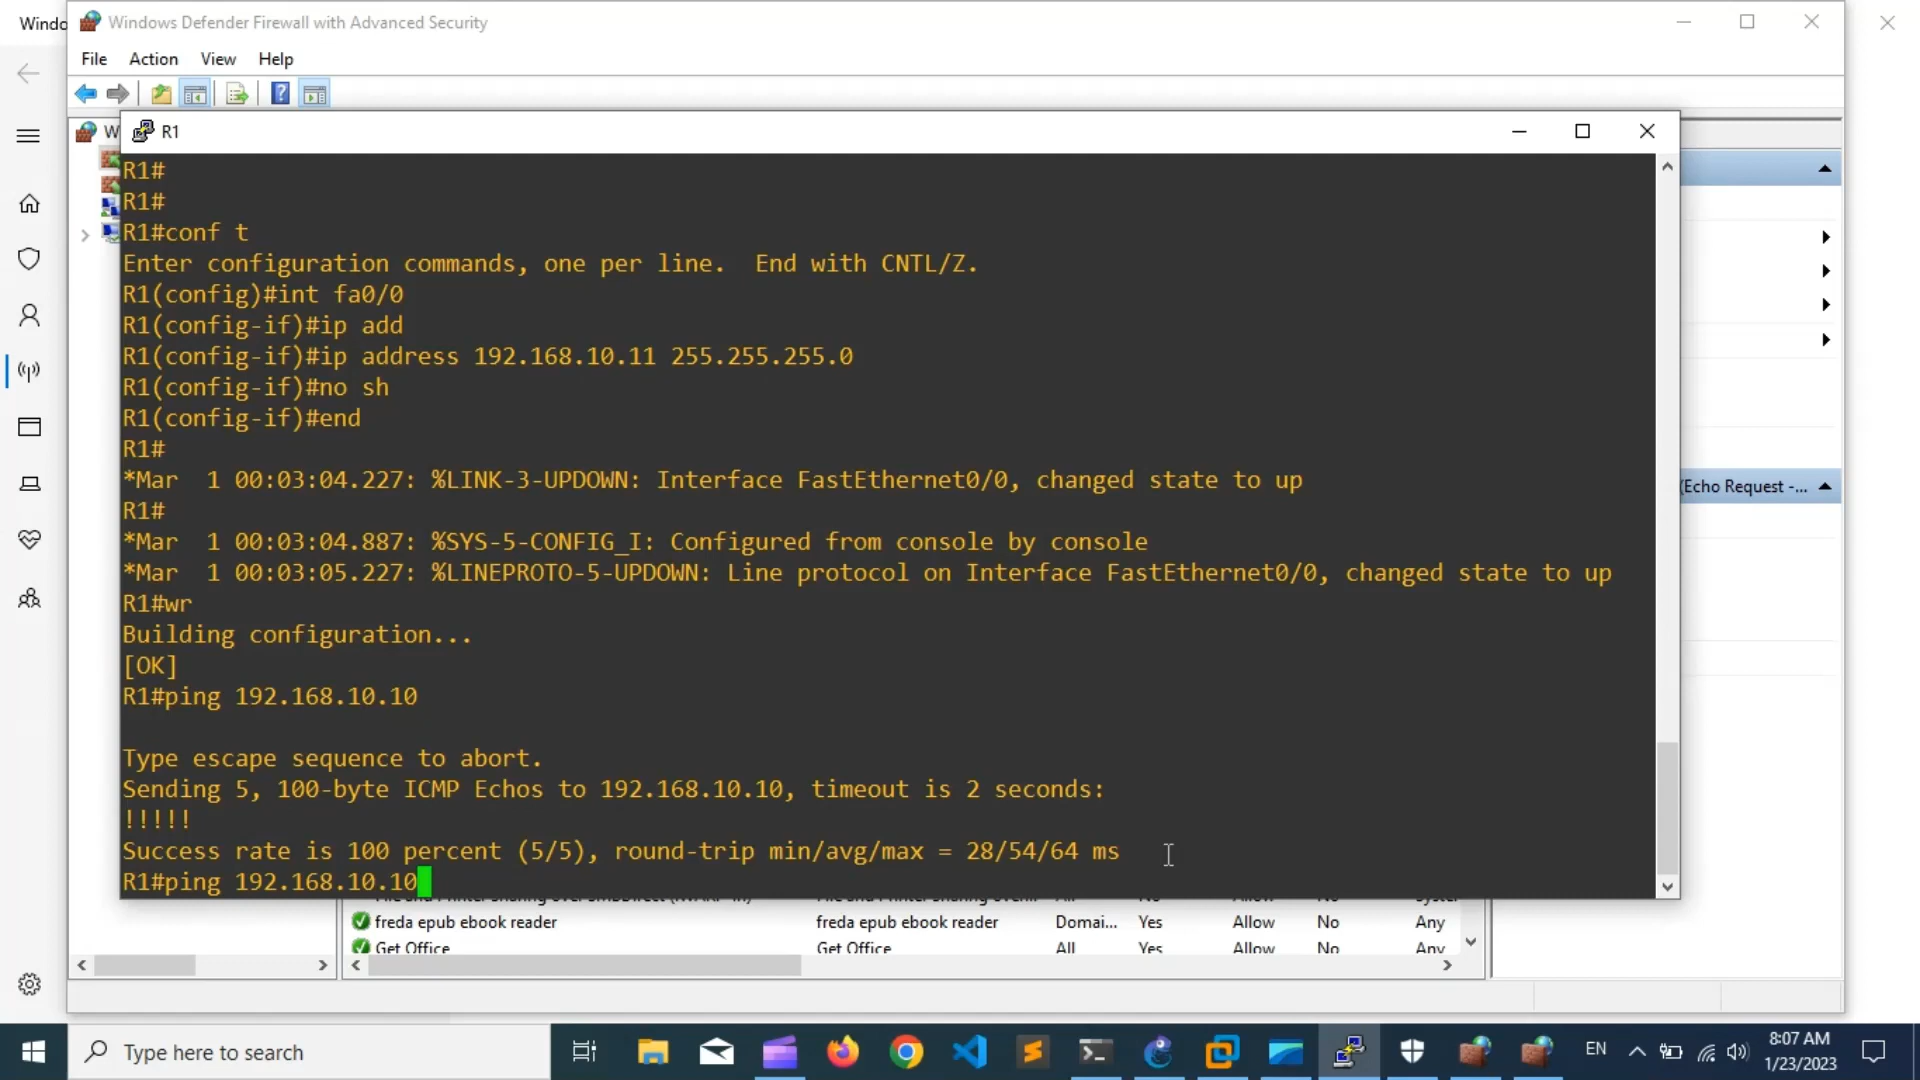 Windo
Windows Defender Firewall with Advanced Security
File Action View Help
W
R1
R1#
R1#
R1#conf t
Enter configuration commands, one per line.  End with CNTL/Z.
R1(config)#int fa0/0
R1(config-if)#ip add
R1(config-if)#ip address 192.168.10.11 255.255.255.0
R1(config-if)#no sh
R1(config-if)#end
R1#
*Mar  1 00:03:04.227: %LINK-3-UPDOWN: Interface FastEthernet0/0, changed state to up
R1#
*Mar  1 00:03:04.887: %SYS-5-CONFIG_I: Configured from console by console
*Mar  1 00:03:05.227: %LINEPROTO-5-UPDOWN: Line protocol on Interface FastEthernet0/0, changed state to up
R1#wr
Building configuration...
[OK]
R1#ping 192.168.10.10
Type escape sequence to abort.
Sending 5, 100-byte ICMP Echos to 192.168.10.10, timeout is 2 seconds:
!!!!!
Success rate is 100 percent (5/5), round-trip min/avg/max = 28/54/64 ms
R1#ping 192.168.10.10
(Echo Request -...
freda epub ebook reader freda epub ebook reader Domai... Yes Allow No Any
Get Office Get Office All Yes Allow No Any
Type here to search
EN
8:07 AM
1/23/2023